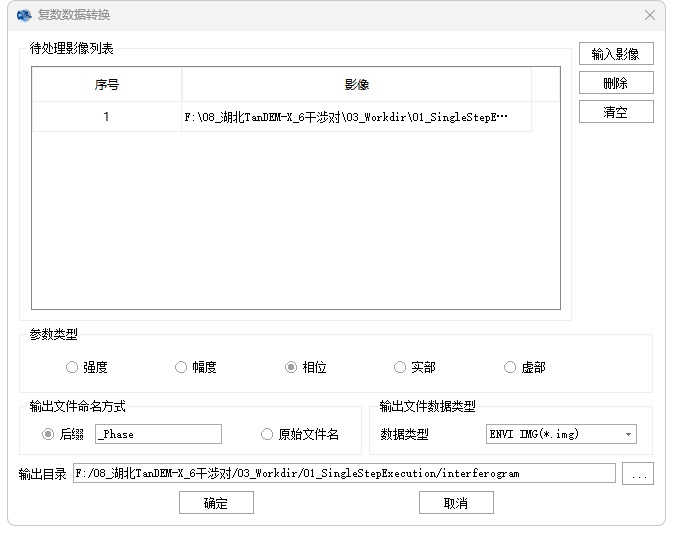 复数数据转换
待处理影像列表
输入影像
序号 影像
删除
1 F:\08_湖北TanDEM-X_6干涉对\03_Workdir\01_SingleStepE…
清空
参数类型
强度 幅度 相位 实部 虚部
输出文件命名方式 输出文件数据类型
后缀 _Phase 原始文件名 数据类型 ENVI IMG(*.img)
输出目录 F:/08_湖北TanDEM-X_6干涉对/03_Workdir/01_SingleStepExecution/interferogram ...
确定 取消